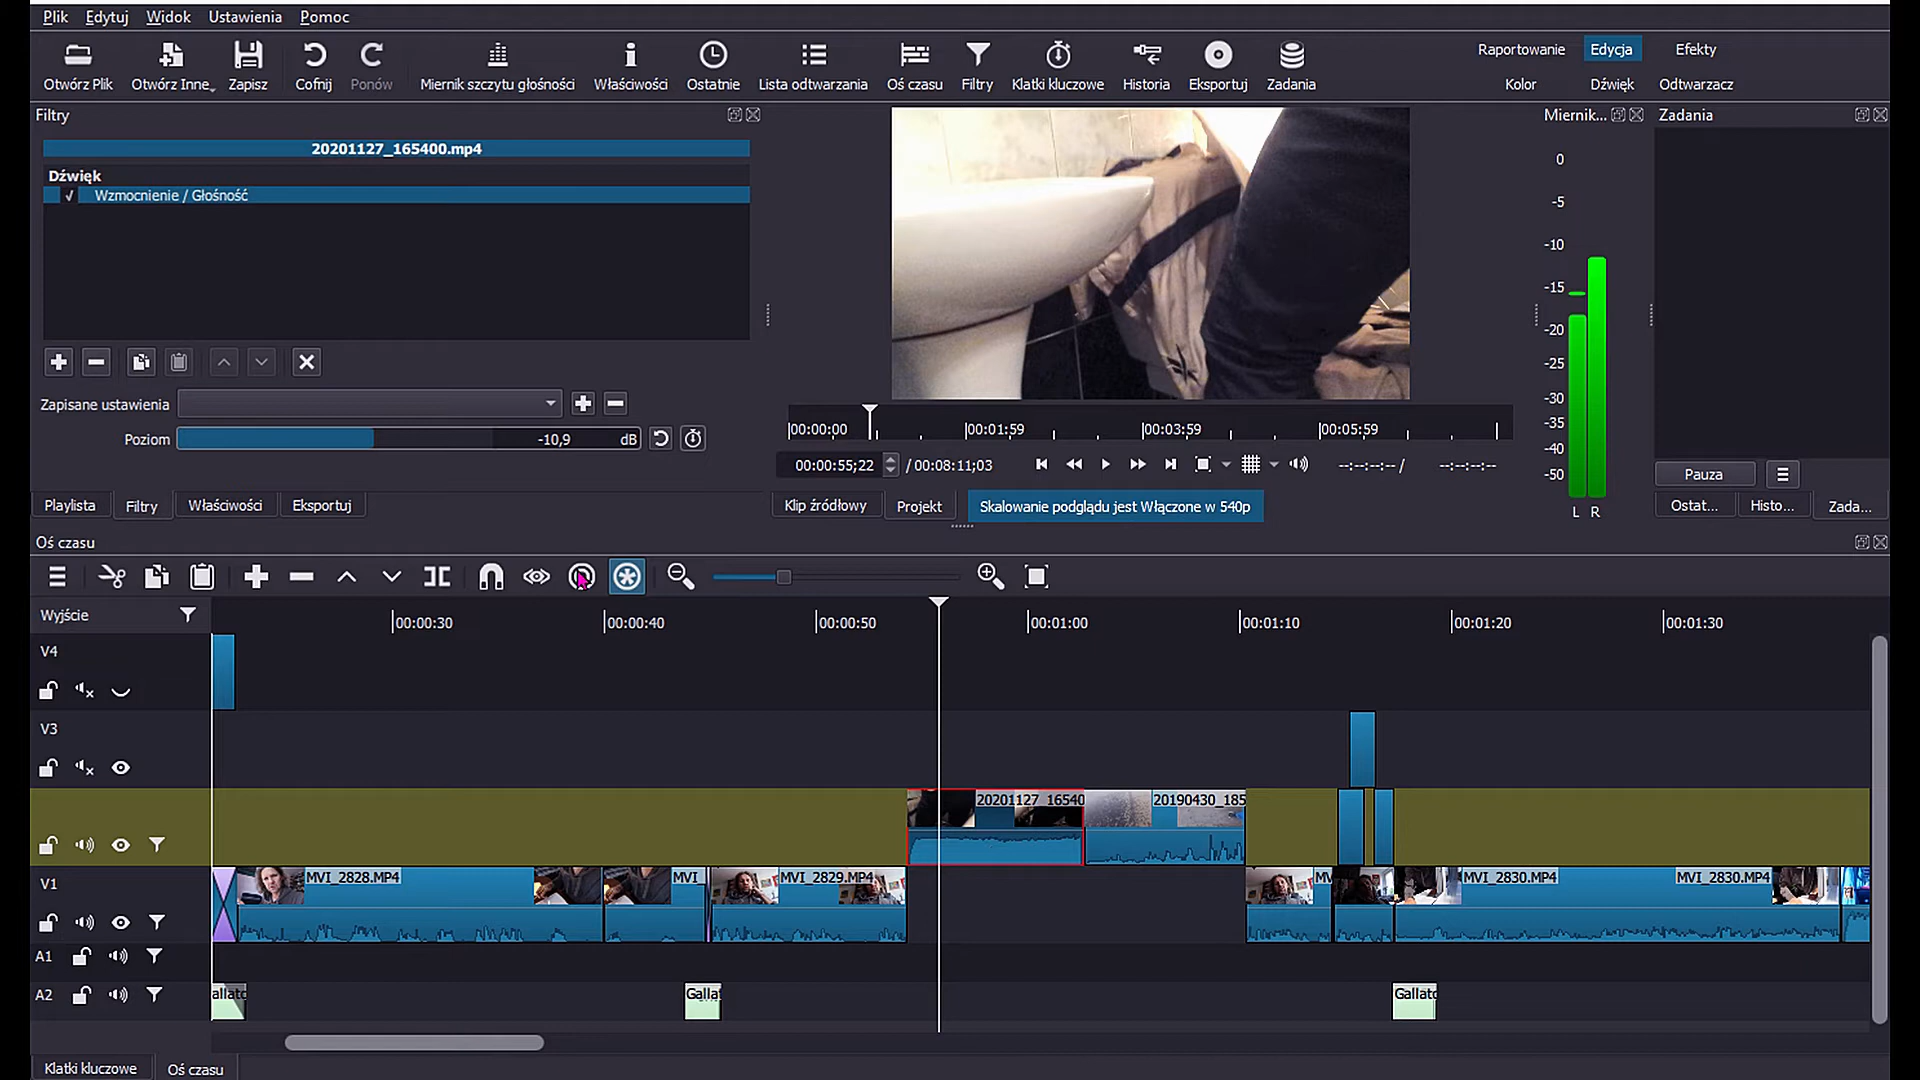 Plik Edytuj Widok Ustawienia Pomoc
Otwórz Plik Otwórz Inne Zapisz Cofnij Ponów Miernik szczytu głośności Właściwości Ostatnie Lista odtwarzania Oś czasu Filtry Klatki kluczowe Historia Eksportuj Zadania
Raportowanie Edycja Efekty
Kolor Dźwięk Odtwarzacz
Filtry
20201127_165400.mp4
Dźwięk
Wzmocnienie / Głośność
Zapisane ustawienia
Poziom -10,9 dB
Playlista Filtry Właściwości Eksportuj
00:00:00 00:01:59 00:03:59 00:05:59
00:00:55;22 / 00:08:11;03 --:--:--:-- / --:--:--:--
Klip źródłowy Projekt Skalowanie podglądu jest Włączone w 540p
Miernik...
0
-5
-10
-15
-20
-25
-30
-35
-40
-50
L R
Zadania
Pauza
Ostat... Histo... Zada...
Oś czasu
Wyjście 00:00:30 00:00:40 00:00:50 00:01:00 00:01:10 00:01:20 00:01:30
V4
V3
20201127_16540 20190430_185
V1 MVI_2828.MP4 MVI_ MVI_2829.MP4 MV MVI_2830.MP4 MVI_2830.MP4
A1
A2 allato Gallat Gallato
Klatki kluczowe Oś czasu